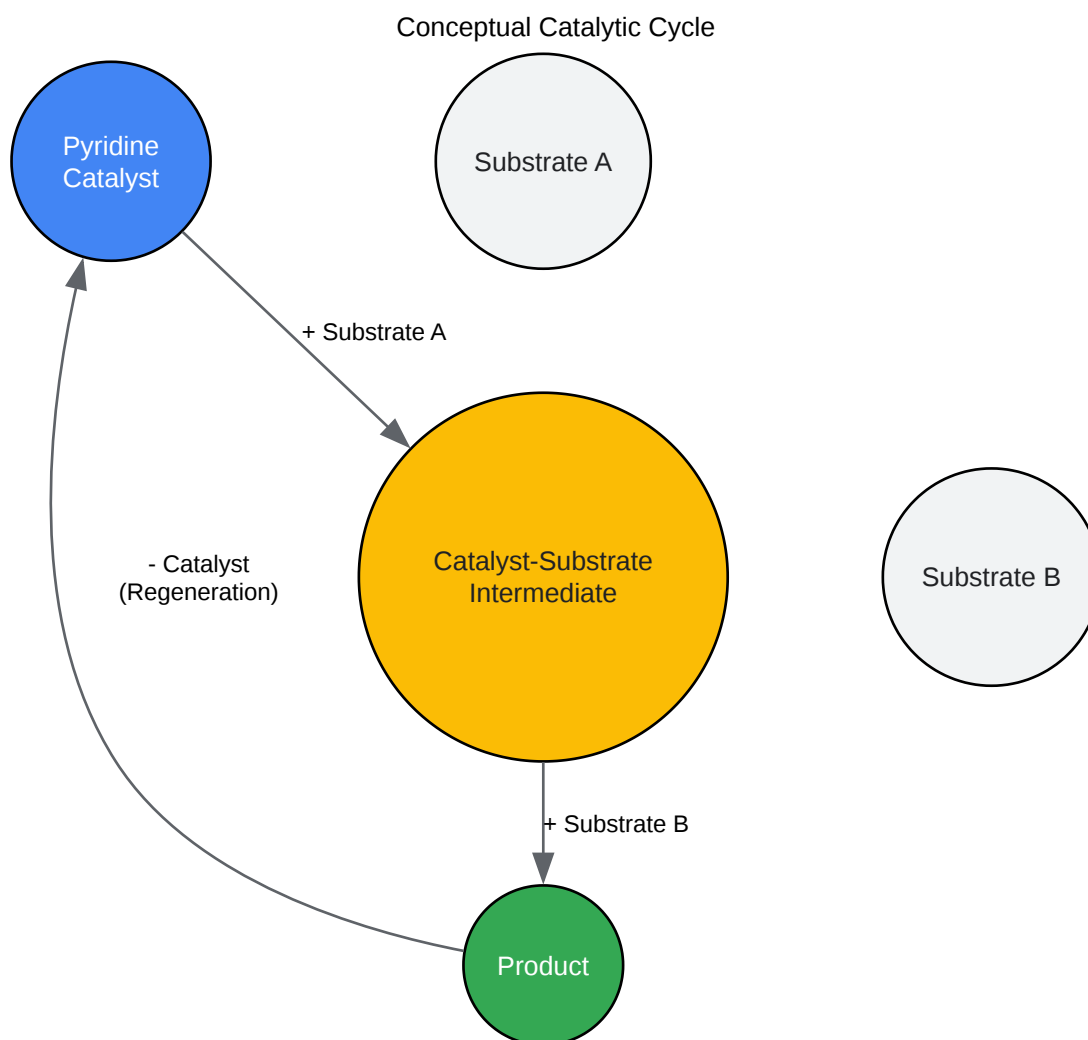 Conceptual Catalytic Cycle
Pyridine
Catalyst
Substrate A
+ Substrate A
- Catalyst
(Regeneration)
Catalyst-Substrate
Intermediate
Substrate B
+ Substrate B
Product